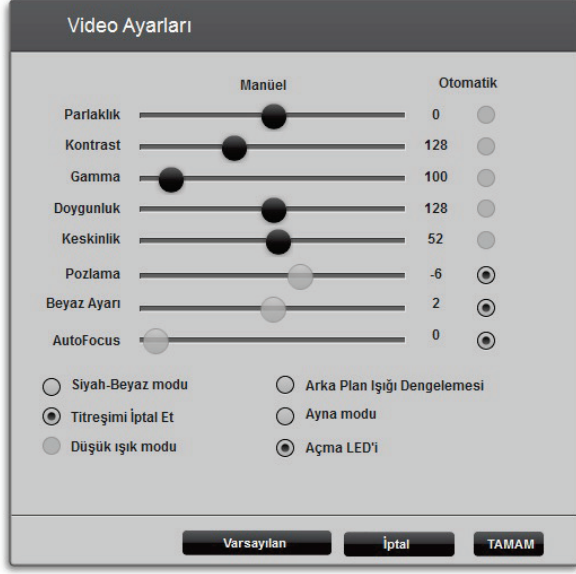 Video Ayarları
Manüel Otomatik
Parlaklık 0
Kontrast 128
Gamma 100
Doygunluk 128
Keskinlik 52
Pozlama -6
Beyaz Ayarı 2
AutoFocus 0
Siyah-Beyaz modu Arka Plan Işığı Dengelemesi
Titreşimi İptal Et Ayna modu
Düşük ışık modu Açma LED'i
Varsayılan İptal TAMAM